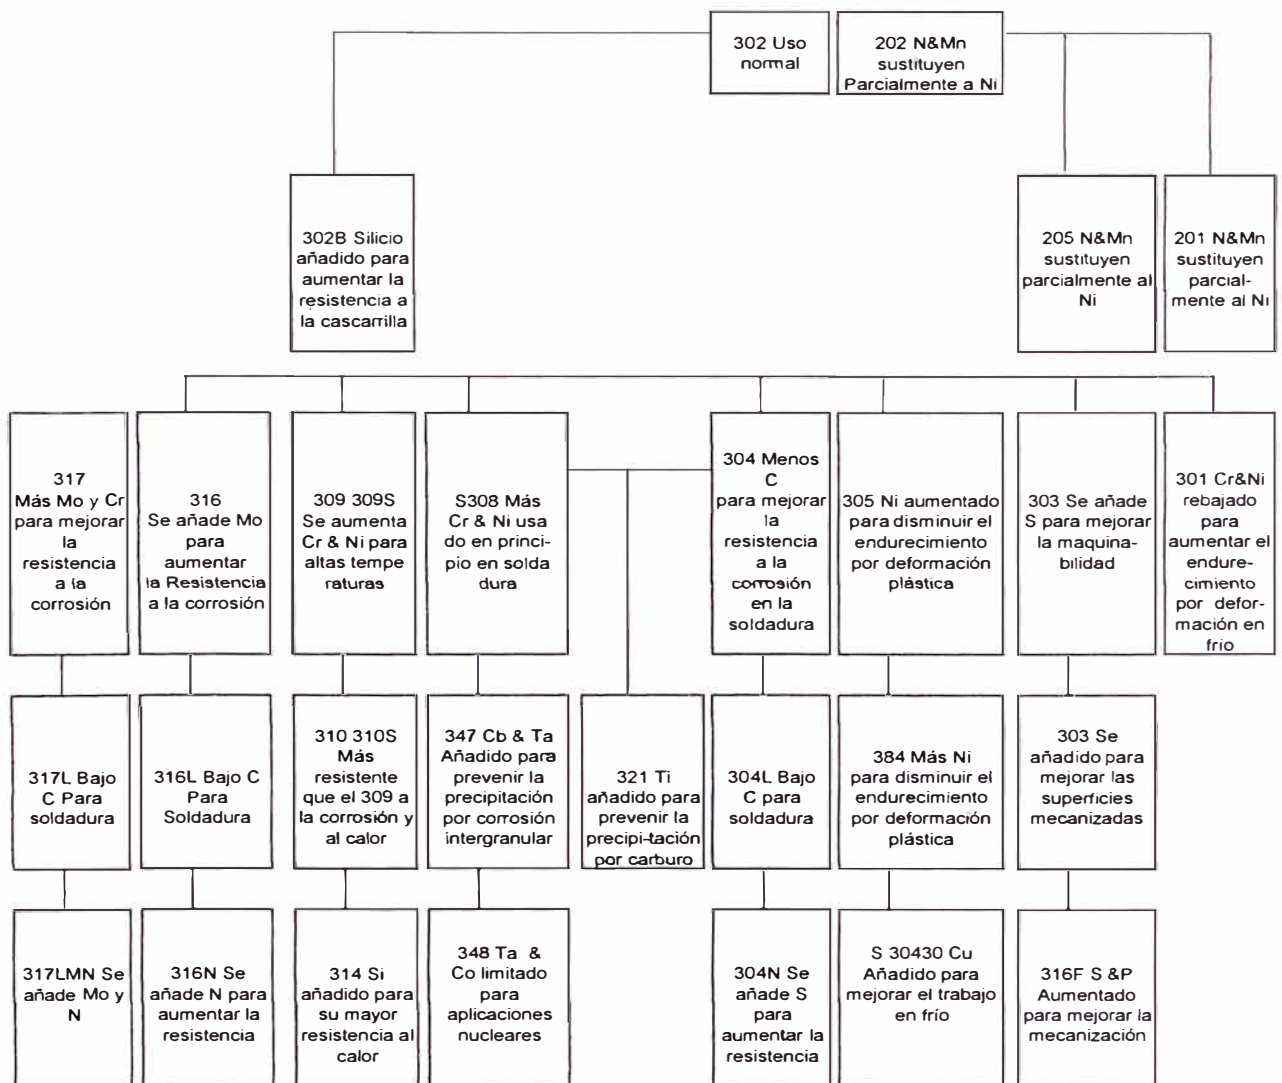 302 Uso
normal
202 N&Mn
sustituyen
Parcialmente a Ni
302B Silicio
añadido para
aumentar la
resistencia a
la cascarrilla
205 N&Mn
sustituyen
parcialmente al
Ni
201 N&Mn
sustituyen
parcial-
mente al Ni
317
Más Mo y Cr
para mejorar
la
resistencia
a la
corrosión
316
Se añade Mo
para
aumentar
la Resistencia
a la corrosión
309 309S
Se aumenta
Cr & Ni para
altas tempe
raturas
S308 Más
Cr & Ni usa
do en princi-
pio en solda
dura
304 Menos
C
para mejorar
la
resistencia
a la
corrosión
en la
soldadura
305 Ni aumentado
para disminuir el
endurecimiento
por deformación
plástica
303 Se añade
S para mejorar
la maquina-
bilidad
301 Cr&Ni
rebajado
para
aumentar el
endure-
cimiento
por defor-
mación en
frio
317L Bajo
C Para
soldadura
316L Bajo C
Para
Soldadura
310 310S
Más
resistente
que el 309 a
la corrosión y
al calor
347 Cb & Ta
Añadido para
prevenir la
precipitación
por corrosión
intergranular
321 Ti
añadido para
prevenir la
precipi-tación
por carburo
304L Bajo
C para
soldadura
384 Más Ni
para disminuir el
endurecimiento
por deformación
plástica
303 Se
añadido para
mejorar las
superficies
mecanizadas
317LMN Se
añade Mo y
N
316N Se
añade N para
aumentar la
resistencia
314 Si
añadido para
su mayor
resistencia al
calor
348 Ta &
Co limitado
para
aplicaciones
nucleares
304N Se
añade S
para
aumentar la
resistencia
S 30430 Cu
Añadido para
mejorar el trabajo
en frío
316F S &P
Aumentado
para mejorar la
mecanización